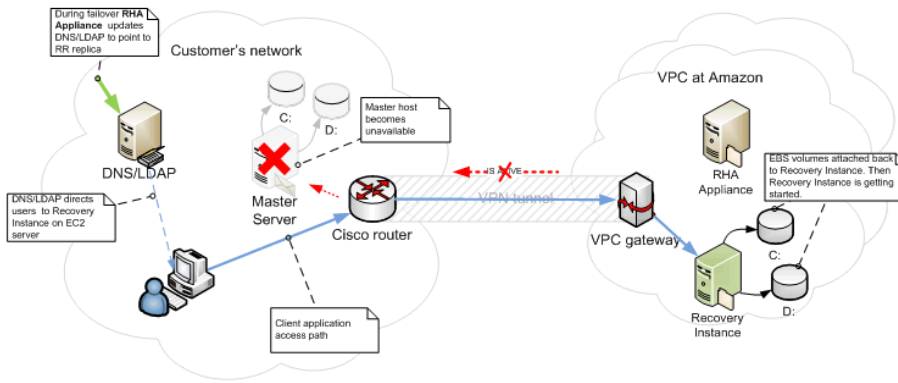 During failover RHA
Appliance updates
DNS/LDAP to point to
RR replica
Customer's network
VPC at Amazon
C:
D:
Master host
becomes
unavailable
DNS/LDAP
IS ALIVE
RHA
Appliance
EBS volumes attached back
to Recovery Instance. Then
Recovery Instance is getting
started.
DNS/LDAP directs
users to Recovery
Instance on EC2
server
Master
Server
Cisco router
VPN tunnel
VPC gateway
C:
D:
Recovery
Instance
Client application
access path